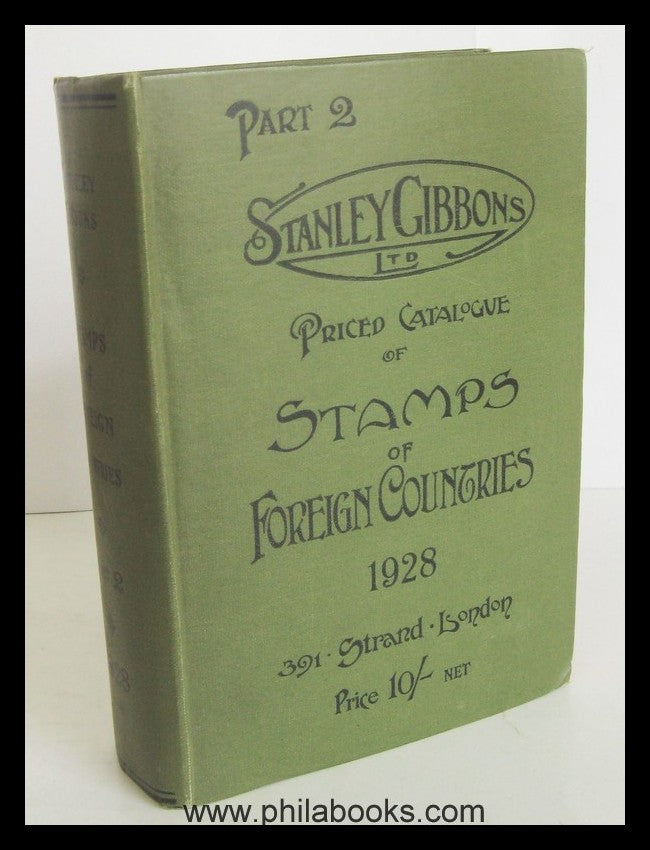 PART 2
STANLEY GIBBONS
LTD
PRICED CATALOGUE
OF
STAMPS
OF
FOREIGN COUNTRIES
1928
391 · Strand · London
Price 10/- NET
www.philabooks.com